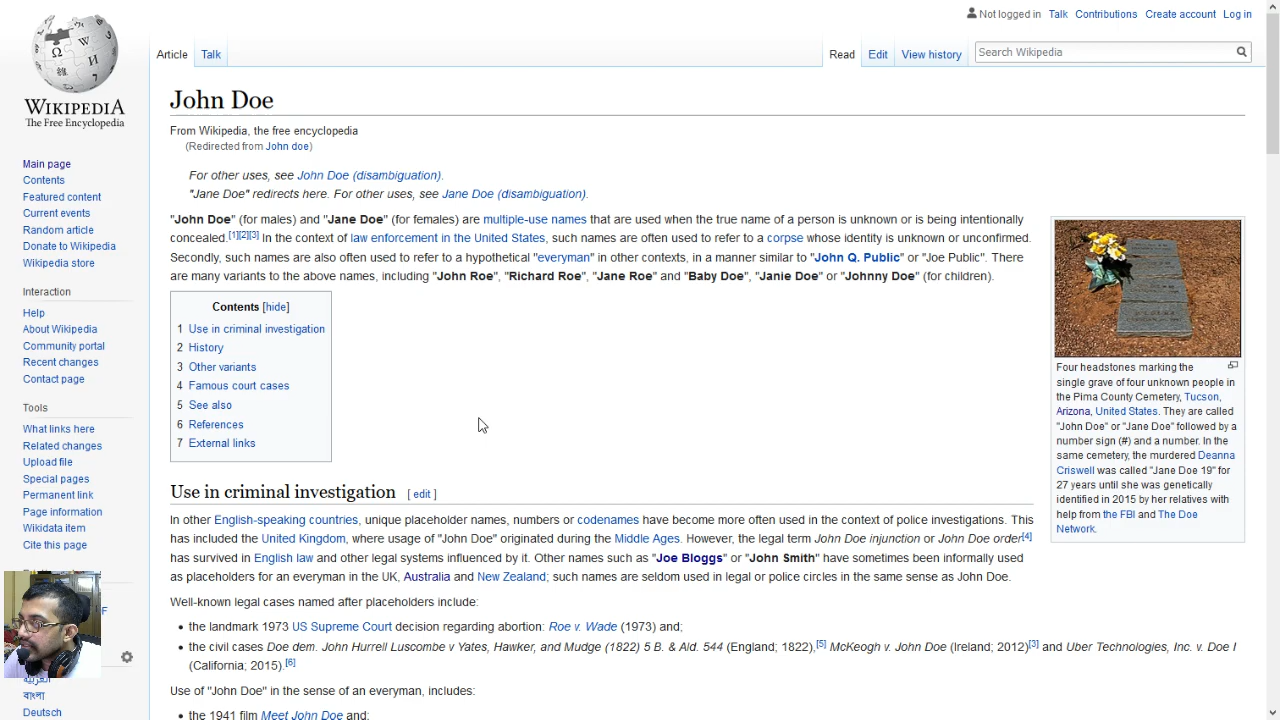 Not logged in Talk Contributions Create account Log in
Article Talk Read Edit View history Search Wikipedia
WIKIPEDIA
The Free Encyclopedia
Main page
Contents
Featured content
Current events
Random article
Donate to Wikipedia
Wikipedia store
Interaction
Help
About Wikipedia
Community portal
Recent changes
Contact page
Tools
What links here
Related changes
Upload file
Special pages
Permanent link
Page information
Wikidata item
Cite this page
العربية
বাংলা
Deutsch
John Doe
From Wikipedia, the free encyclopedia
(Redirected from John doe)
For other uses, see John Doe (disambiguation).
"Jane Doe" redirects here. For other uses, see Jane Doe (disambiguation).
"John Doe" (for males) and "Jane Doe" (for females) are multiple-use names that are used when the true name of a person is unknown or is being intentionally
concealed.[1][2][3] In the context of law enforcement in the United States, such names are often used to refer to a corpse whose identity is unknown or unconfirmed.
Secondly, such names are also often used to refer to a hypothetical "everyman" in other contexts, in a manner similar to "John Q. Public" or "Joe Public". There
are many variants to the above names, including "John Roe", "Richard Roe", "Jane Roe" and "Baby Doe", "Janie Doe" or "Johnny Doe" (for children).
Contents [hide]
1 Use in criminal investigation
2 History
3 Other variants
4 Famous court cases
5 See also
6 References
7 External links
Four headstones marking the
single grave of four unknown people in
the Pima County Cemetery, Tucson,
Arizona, United States. They are called
"John Doe" or "Jane Doe" followed by a
number sign (#) and a number. In the
same cemetery, the murdered Deanna
Criswell was called "Jane Doe 19" for
27 years until she was genetically
identified in 2015 by her relatives with
help from the FBI and The Doe
Network.
Use in criminal investigation [ edit ]
In other English-speaking countries, unique placeholder names, numbers or codenames have become more often used in the context of police investigations. This
has included the United Kingdom, where usage of "John Doe" originated during the Middle Ages. However, the legal term John Doe injunction or John Doe order[4]
has survived in English law and other legal systems influenced by it. Other names such as "Joe Bloggs" or "John Smith" have sometimes been informally used
as placeholders for an everyman in the UK, Australia and New Zealand; such names are seldom used in legal or police circles in the same sense as John Doe.
Well-known legal cases named after placeholders include:
• the landmark 1973 US Supreme Court decision regarding abortion: Roe v. Wade (1973) and;
• the civil cases Doe dem. John Hurrell Luscombe v Yates, Hawker, and Mudge (1822) 5 B. & Ald. 544 (England; 1822),[5] McKeogh v. John Doe (Ireland; 2012)[3] and Uber Technologies, Inc. v. Doe I
(California; 2015).[6]
Use of "John Doe" in the sense of an everyman, includes:
• the 1941 film Meet John Doe and;